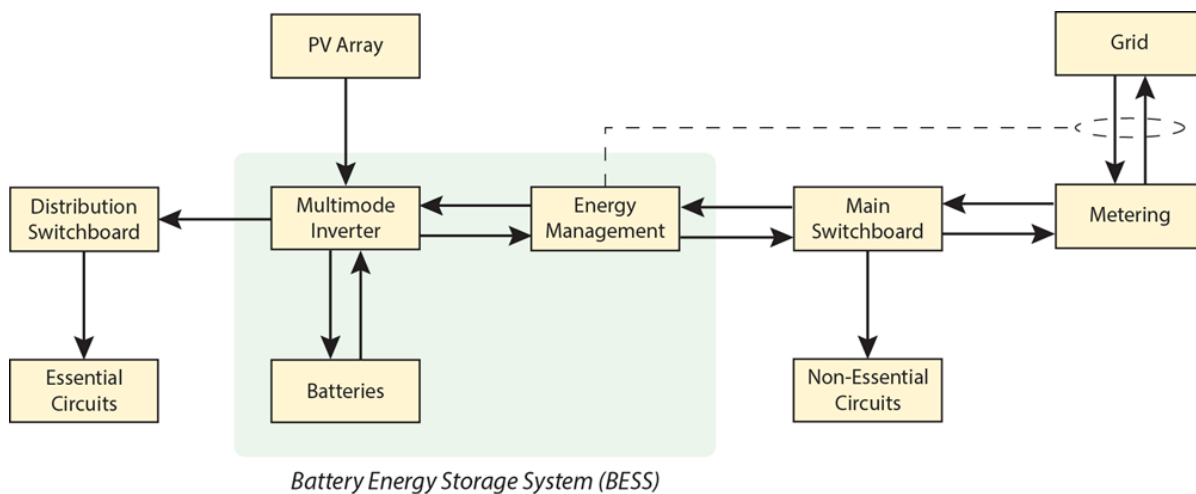 PV Array
Grid
Distribution
Switchboard
Multimode
Inverter
Energy
Management
Main
Switchboard
Metering
Essential
Circuits
Batteries
Non-Essential
Circuits
Battery Energy Storage System (BESS)